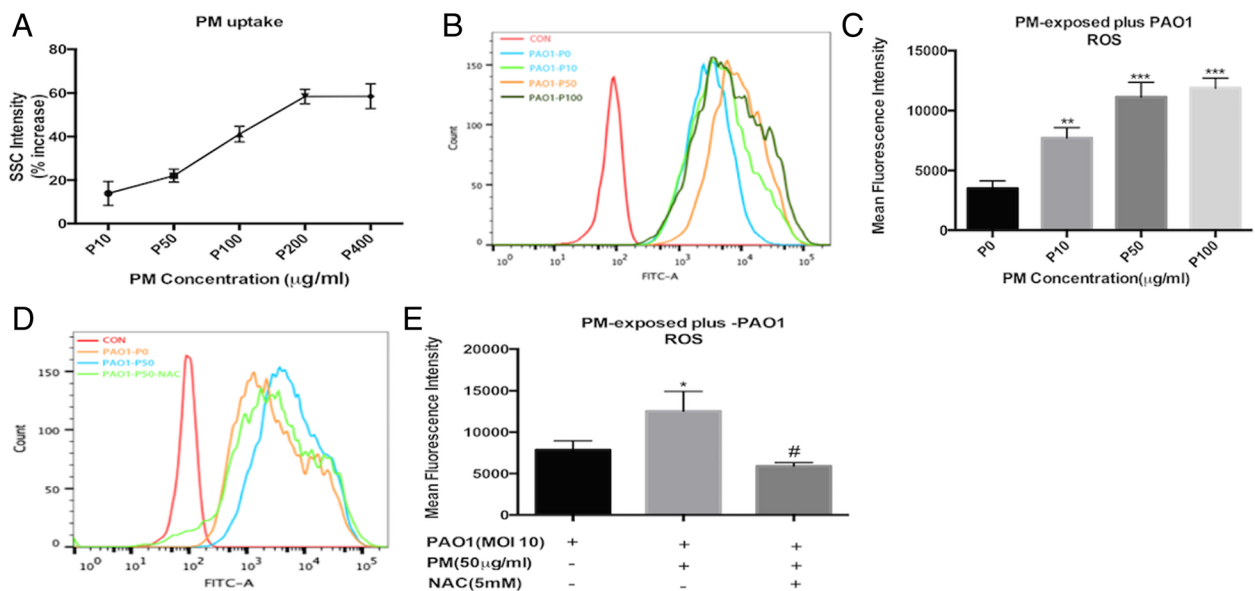 A
PM uptake
SSC Intensity
(% increase)
80
60
40
20
0
P10
P50
P100
P200
P400
PM Concentration (μg/ml)
B
CON
PAO1-P0
PAO1-P10
PAO1-P50
PAO1-P100
Count
150
100
50
0
10^0
10^1
10^2
10^3
10^4
10^5
FITC-A
C
PM-exposed plus PAO1
ROS
Mean Fluorescence Intensity
15000
10000
5000
0
**
***
***
P0
P10
P50
P100
PM Concentration(μg/ml)
D
CON
PAO1-P0
PAO1-P50
PAO1-P50-NAC
Count
150
100
50
0
10^0
10^1
10^2
10^3
10^4
10^5
FITC-A
E
PM-exposed plus -PAO1
ROS
Mean Fluorescence Intensity
20000
15000
10000
5000
0
*
#
PAO1(MOI 10) + + +
PM(50μg/ml) - + +
NAC(5mM) - - +